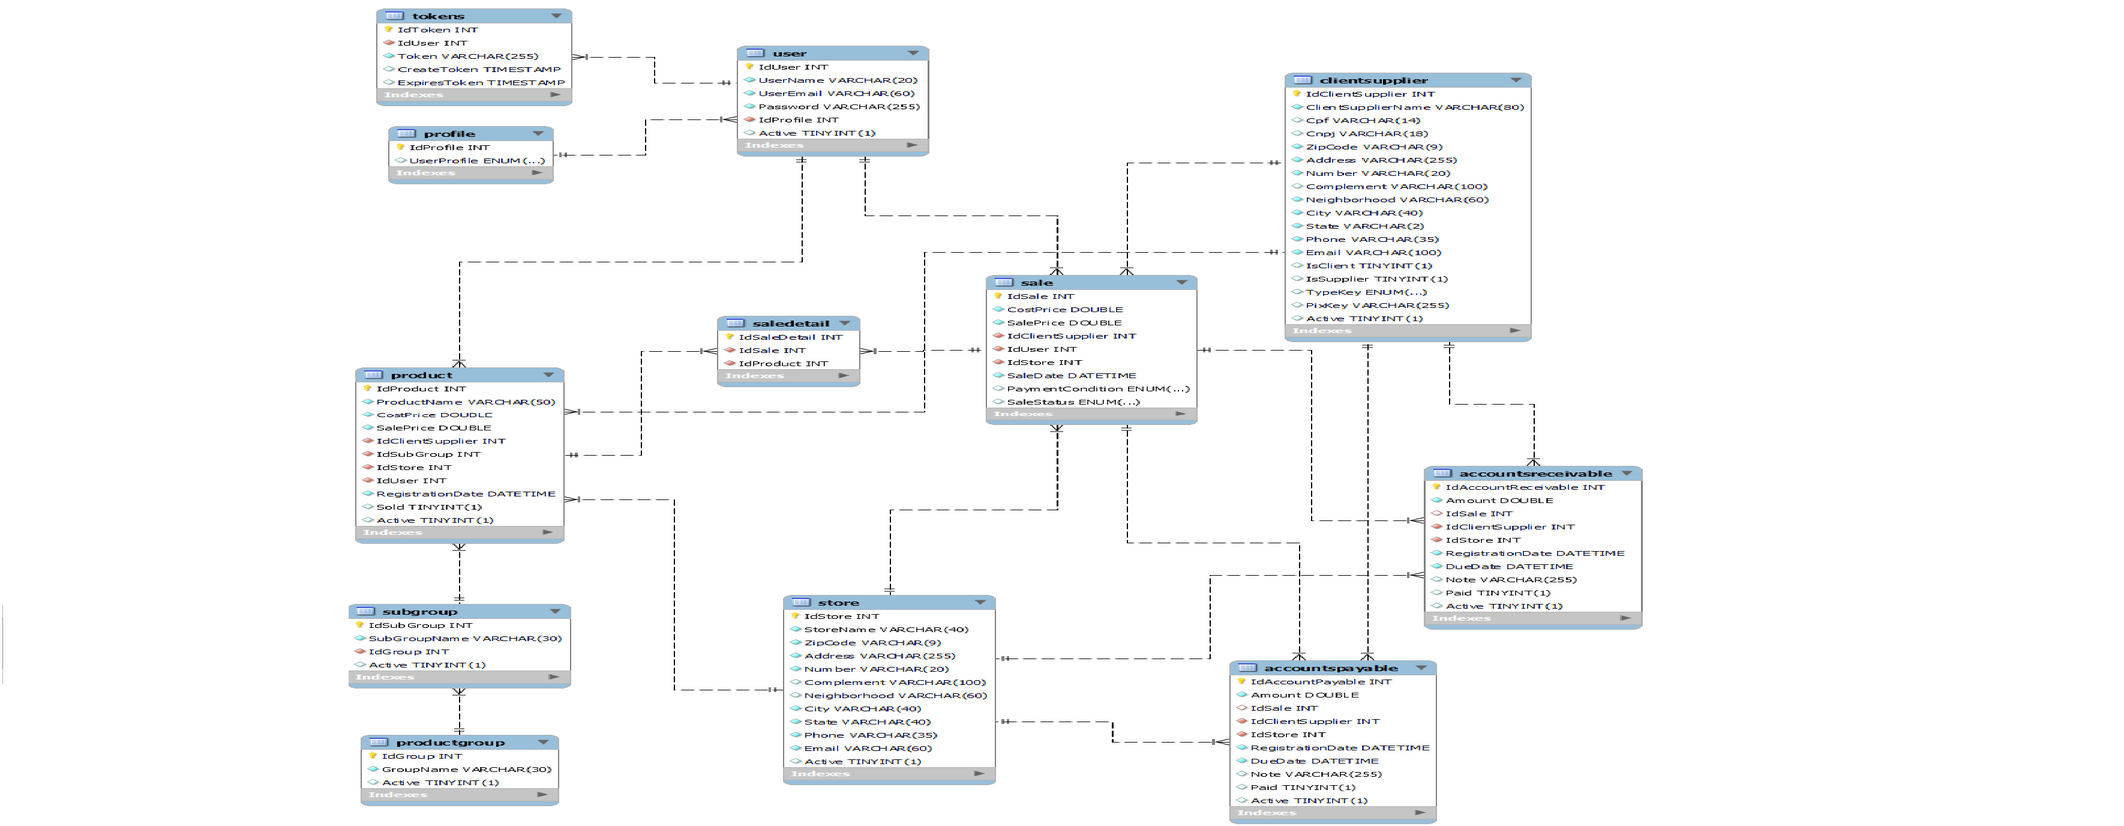 tokens
IdToken INT
IdUser INT
Token VARCHAR(255)
CreateToken TIMESTAMP
ExpiresToken TIMESTAMP
Indexes
profile
IdProfile INT
UserProfile ENUM(...)
Indexes
user
IdUser INT
UserName VARCHAR(20)
UserEmail VARCHAR(60)
Password VARCHAR(255)
IdProfile INT
Active TINYINT(1)
Indexes
clientsupplier
IdClientSupplier INT
ClientSupplierName VARCHAR(80)
Cpf VARCHAR(14)
Cnpj VARCHAR(18)
ZipCode VARCHAR(9)
Address VARCHAR(255)
Number VARCHAR(20)
Complement VARCHAR(100)
Neighborhood VARCHAR(60)
City VARCHAR(40)
State VARCHAR(2)
Phone VARCHAR(35)
Email VARCHAR(100)
IsClient TINYINT(1)
IsSupplier TINYINT(1)
TypeKey ENUM(...)
PixKey VARCHAR(255)
Active TINYINT(1)
Indexes
sale
IdSale INT
CostPrice DOUBLE
SalePrice DOUBLE
IdClientSupplier INT
IdUser INT
IdStore INT
SaleDate DATETIME
PaymentCondition ENUM(...)
SaleStatus ENUM(...)
Indexes
saledetail
IdSaleDetail INT
IdSale INT
IdProduct INT
Indexes
product
IdProduct INT
ProductName VARCHAR(50)
CostPrice DOUBLE
SalePrice DOUBLE
IdClientSupplier INT
IdSubGroup INT
IdStore INT
IdUser INT
RegistrationDate DATETIME
Sold TINYINT(1)
Active TINYINT(1)
Indexes
accountsreceivable
IdAccountReceivable INT
Amount DOUBLE
IdSale INT
IdClientSupplier INT
IdStore INT
RegistrationDate DATETIME
DueDate DATETIME
Note VARCHAR(255)
Paid TINYINT(1)
Active TINYINT(1)
Indexes
subgroup
IdSubGroup INT
SubGroupName VARCHAR(30)
IdGroup INT
Active TINYINT(1)
Indexes
store
IdStore INT
StoreName VARCHAR(40)
ZipCode VARCHAR(9)
Address VARCHAR(255)
Number VARCHAR(20)
Complement VARCHAR(100)
Neighborhood VARCHAR(60)
City VARCHAR(40)
State VARCHAR(40)
Phone VARCHAR(35)
Email VARCHAR(60)
Active TINYINT(1)
Indexes
accountspayable
IdAccountPayable INT
Amount DOUBLE
IdSale INT
IdClientSupplier INT
IdStore INT
RegistrationDate DATETIME
DueDate DATETIME
Note VARCHAR(255)
Paid TINYINT(1)
Active TINYINT(1)
Indexes
productgroup
IdGroup INT
GroupName VARCHAR(30)
Active TINYINT(1)
Indexes